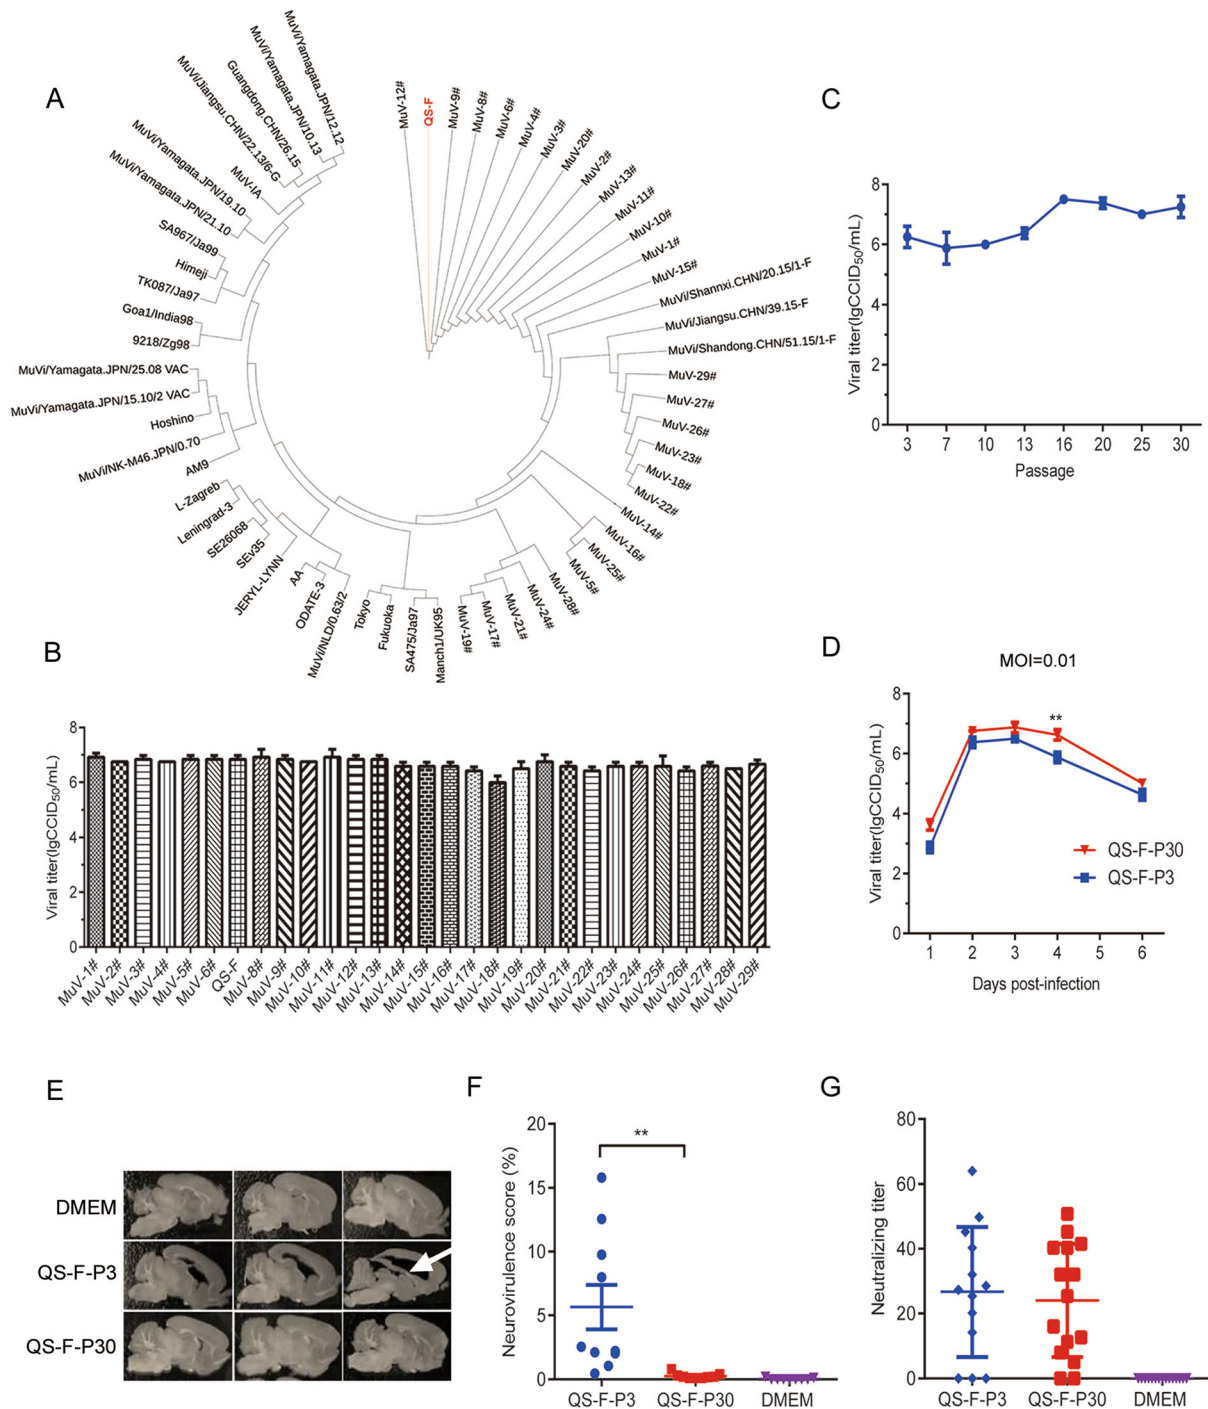 A
MuVi/Yamagata.JPN/12.12
MuVi/Yamagata.JPN/10.13
Guangdong.CHN/26.15
MuVi/Jiangsu.CHN/22.13/6-G
MuV-IA
MuVi/Yamagata.JPN/19.10
MuVi/Yamagata.JPN/21.10
SA967/Ja99
Himeji
TK087/Ja97
Goa1/India98
9218/Zg98
MuVi/Yamagata.JPN/25.08 VAC
MuVi/Yamagata.JPN/15.10/2 VAC
Hoshino
MuVi/NK-M46.JPN/0.70
AM9
L-Zagreb
Leningrad-3
SE26068
SEv35
JERYL-LYNN
AA
ODATE-3
MuVi/NLD/0.63/2
Tokyo
Fukuoka
SA475/Ja97
Manch1/UK95
MuV-19#
MuV-17#
MuV-21#
MuV-24#
MuV-28#
MuV-5#
MuV-25#
MuV-16#
MuV-14#
MuV-22#
MuV-18#
MuV-23#
MuV-26#
MuV-27#
MuV-29#
MuVi/Shandong.CHN/51.15/1-F
MuVi/Jiangsu.CHN/39.15-F
MuVi/Shannxi.CHN/20.15/1-F
MuV-15#
MuV-1#
MuV-10#
MuV-11#
MuV-13#
MuV-2#
MuV-20#
MuV-3#
MuV-4#
MuV-6#
MuV-8#
MuV-9#
QS-F
MuV-12#
B
Viral titer(lgCCID50/mL)
8
6
4
2
0
MuV-1#
MuV-2#
MuV-3#
MuV-4#
MuV-5#
MuV-6#
QS-F
MuV-8#
MuV-9#
MuV-10#
MuV-11#
MuV-12#
MuV-13#
MuV-14#
MuV-15#
MuV-16#
MuV-17#
MuV-18#
MuV-19#
MuV-20#
MuV-21#
MuV-22#
MuV-23#
MuV-24#
MuV-25#
MuV-26#
MuV-27#
MuV-28#
MuV-29#
C
Viral titer(lgCCID50/mL)
8
6
4
2
0
3 7 10 13 16 20 25 30
Passage
D
MOI=0.01
Viral titer(lgCCID50/mL)
8
6
4
2
0
**
QS-F-P30
QS-F-P3
1 2 3 4 5 6
Days post-infection
E
DMEM
QS-F-P3
QS-F-P30
F
Neurovirulence score (%)
20
15
10
5
0
**
QS-F-P3 QS-F-P30 DMEM
G
Neutralizing titer
80
60
40
20
0
QS-F-P3 QS-F-P30 DMEM